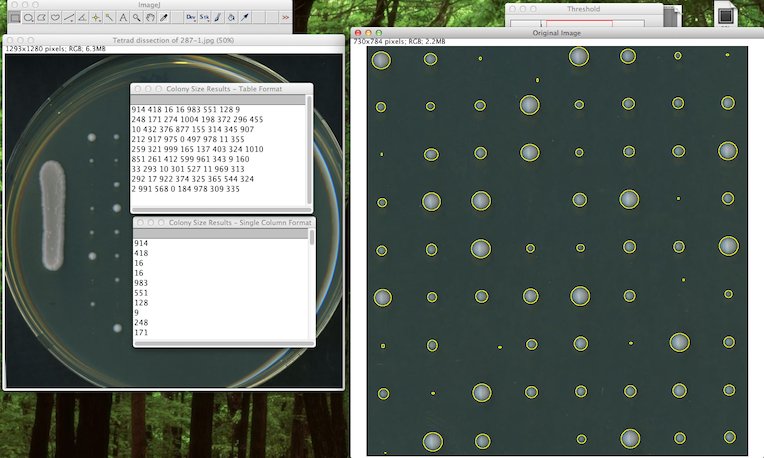 ImageJ
Dev
Stk
>>
Threshold
Tetrad dissection of 287-1.jpg (50%)
1293x1280 pixels; RGB; 6.3MB
Original Image
730x784 pixels; RGB; 2.2MB
Colony Size Results - Table Format
914 418 16 16 983 551 128 9
248 171 274 1004 198 372 296 455
10 432 376 877 155 314 345 907
212 917 975 0 497 978 11 355
259 321 999 165 137 403 324 1010
851 261 412 599 961 343 9 160
33 293 10 301 527 11 969 313
292 17 922 374 325 365 544 324
2 991 568 0 184 978 309 335
Colony Size Results - Single Column Format
914
418
16
16
983
551
128
9
248
171